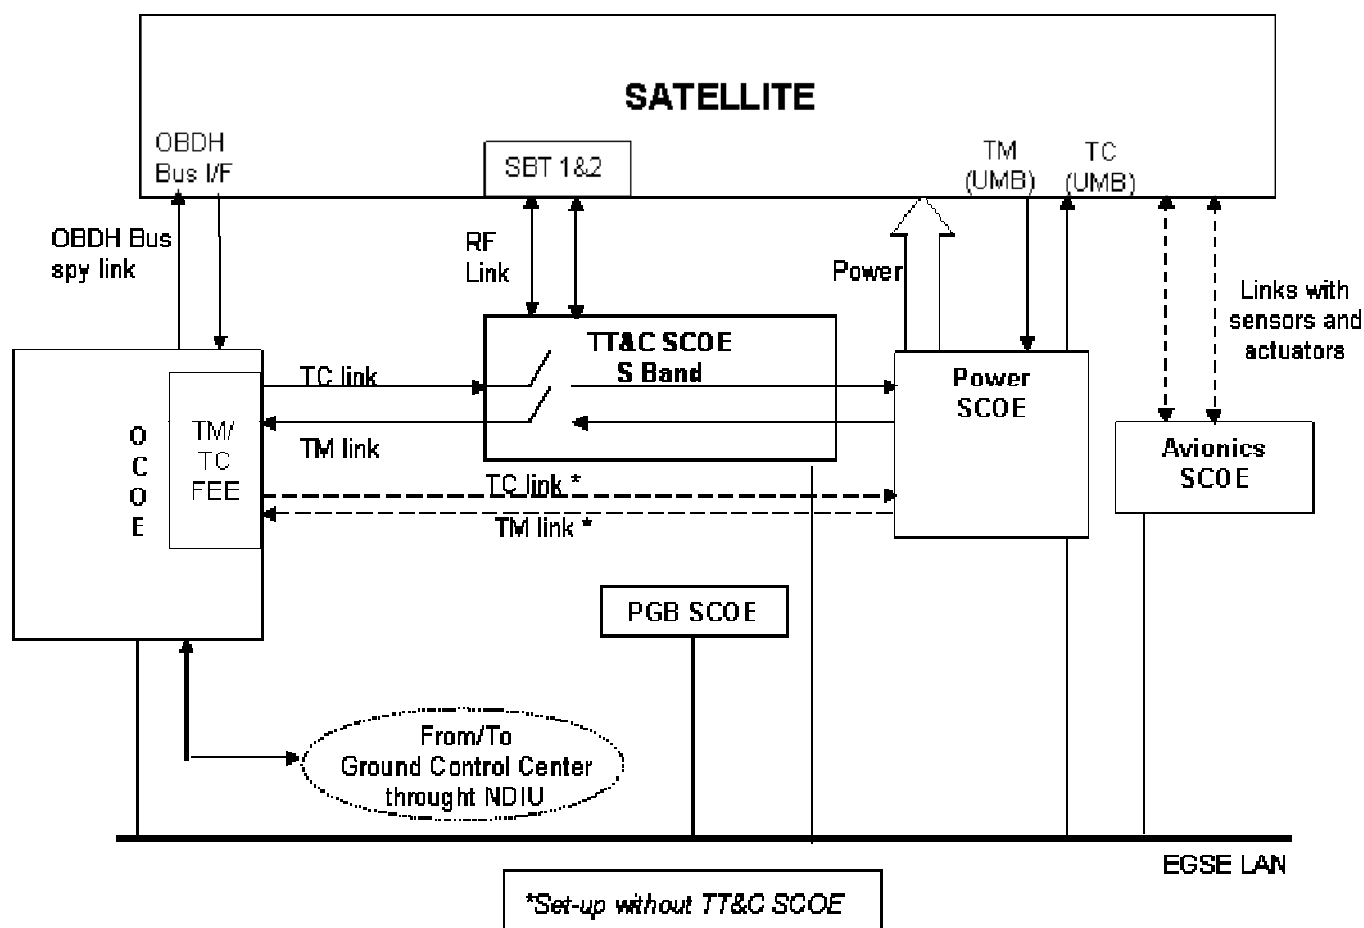 SATELLITE
OBDH
Bus I/F
SBT 1&2
TM
(UMB)
TC
(UMB)
OBDH Bus
spy link
RF
Link
Power
Links with
sensors and
actuators
TT&C SCOE
S Band
TC link
TM link
Power
SCOE
Avionics
SCOE
O
C
O
E
TM/
TC
FEE
TC link *
TM link *
PGB SCOE
From/To
Ground Control Center
throught NDIU
EGSE LAN
*Set-up without TT&C SCOE